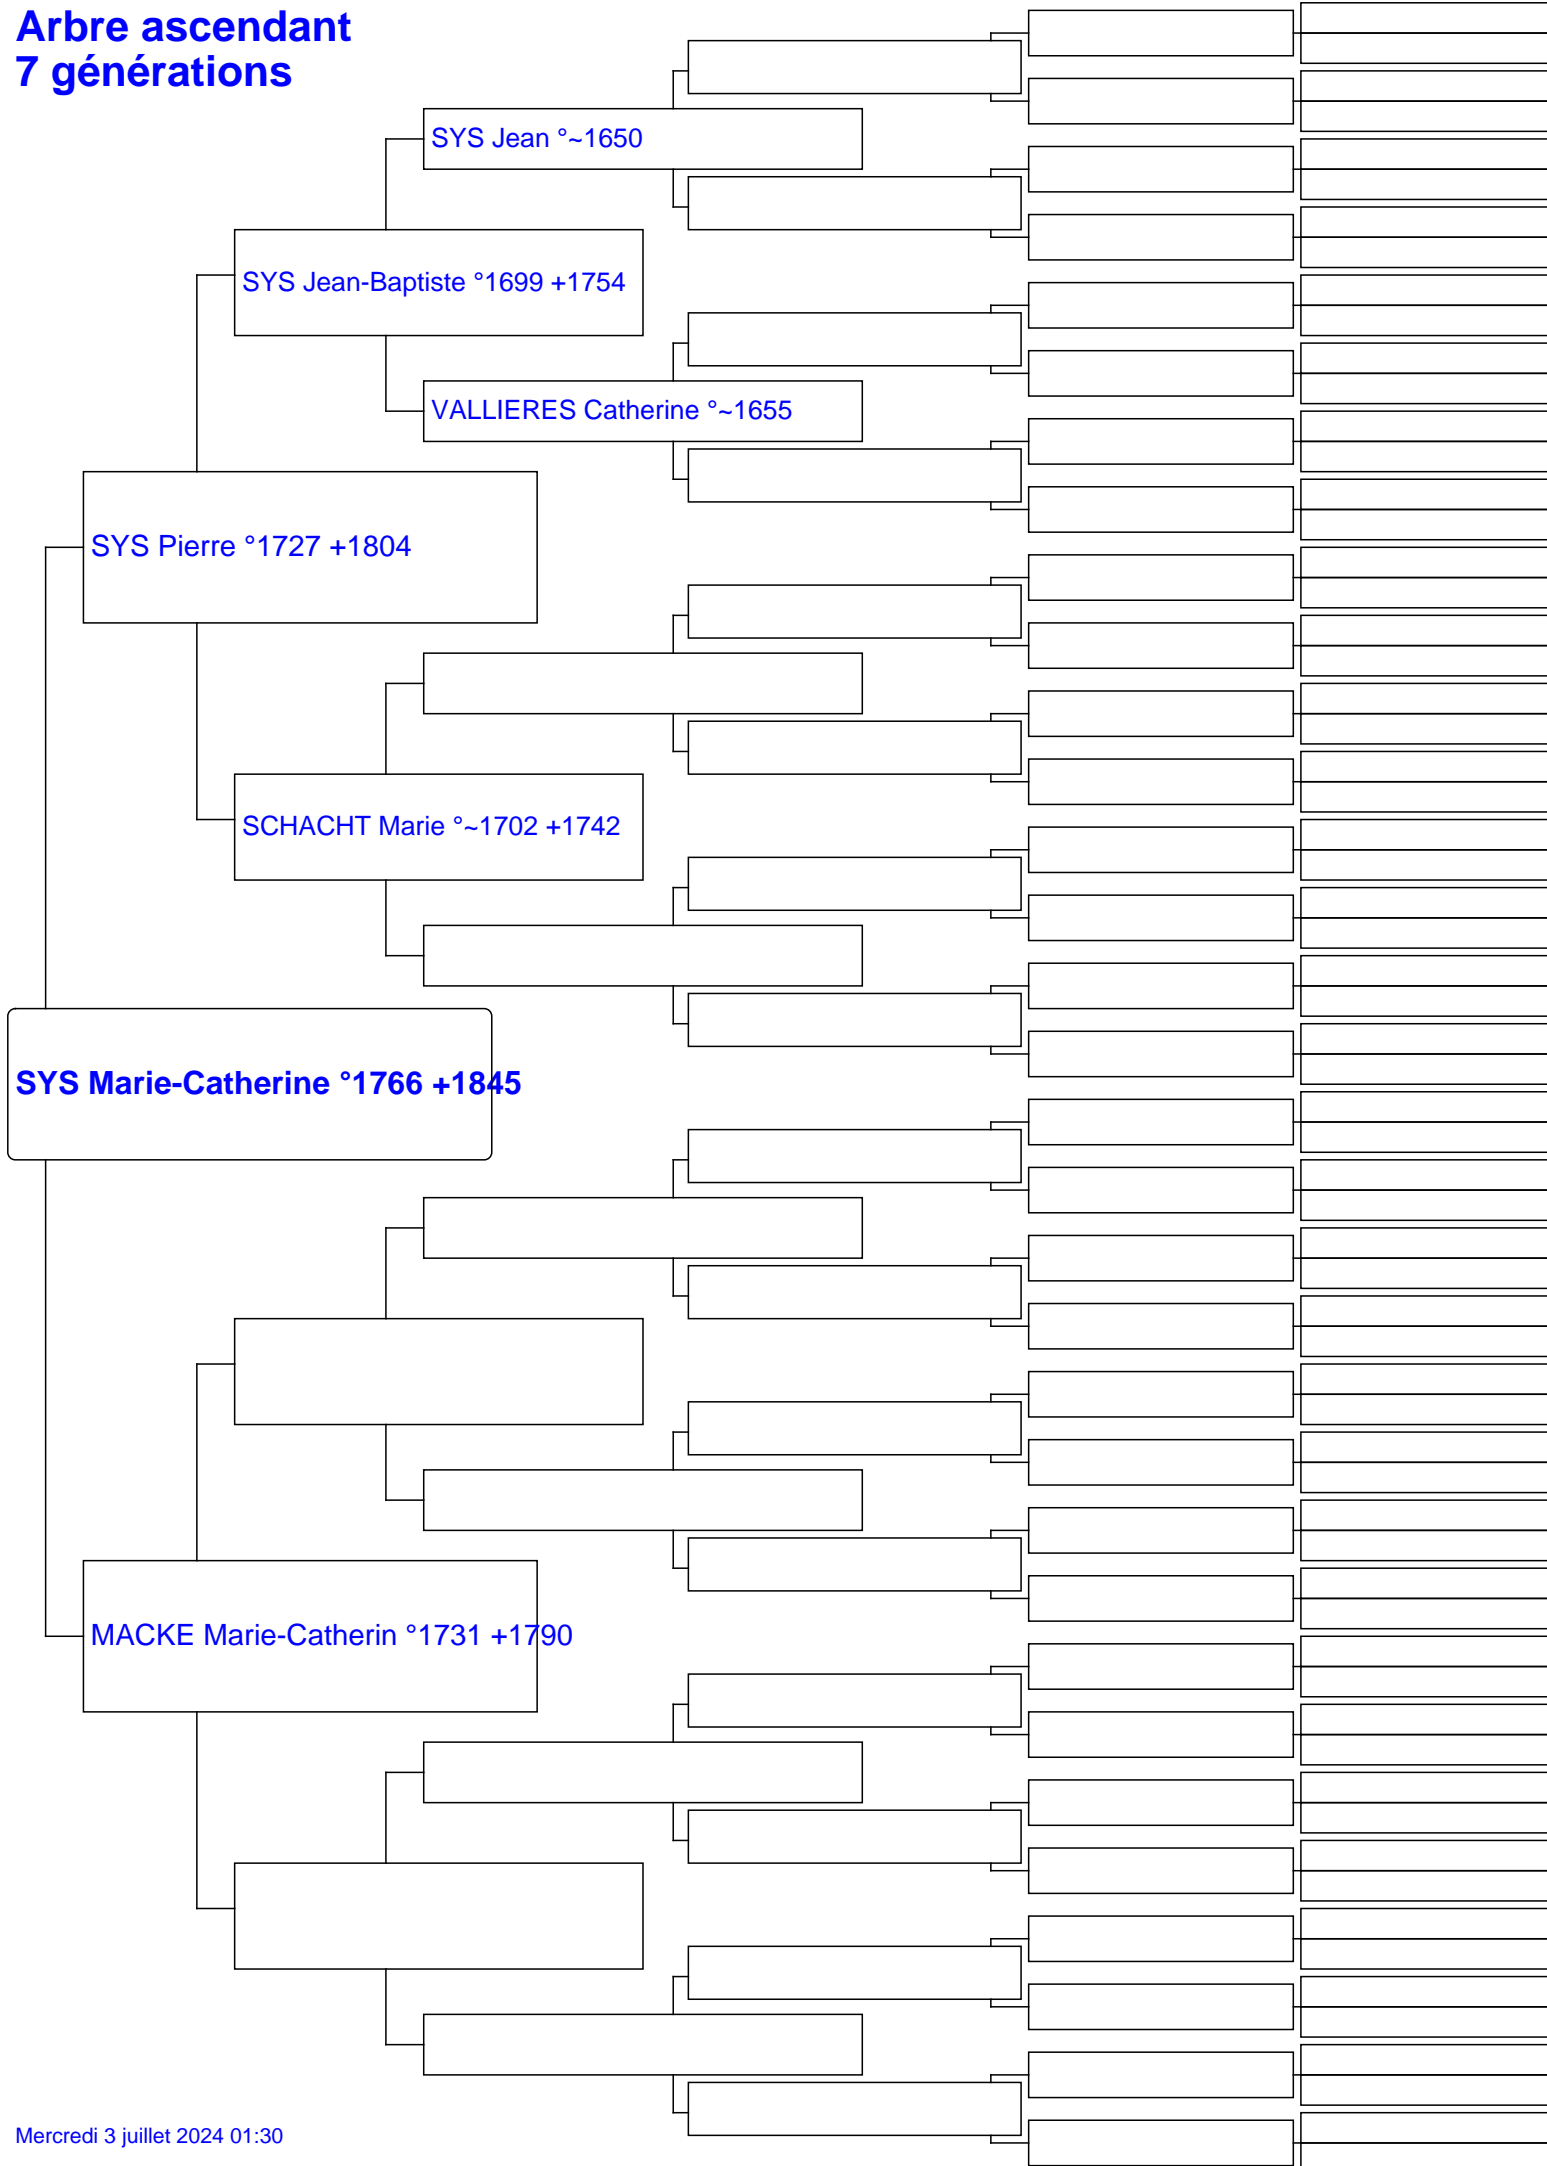 Arbre ascendant
7 générations
SYS Jean °~1650
SYS Jean-Baptiste °1699 +1754
VALLIERES Catherine °~1655
SYS Pierre °1727 +1804
SCHACHT Marie °~1702 +1742
SYS Marie-Catherine °1766 +1845
MACKE Marie-Catherin °1731 +1790
Mercredi 3 juillet 2024 01:30